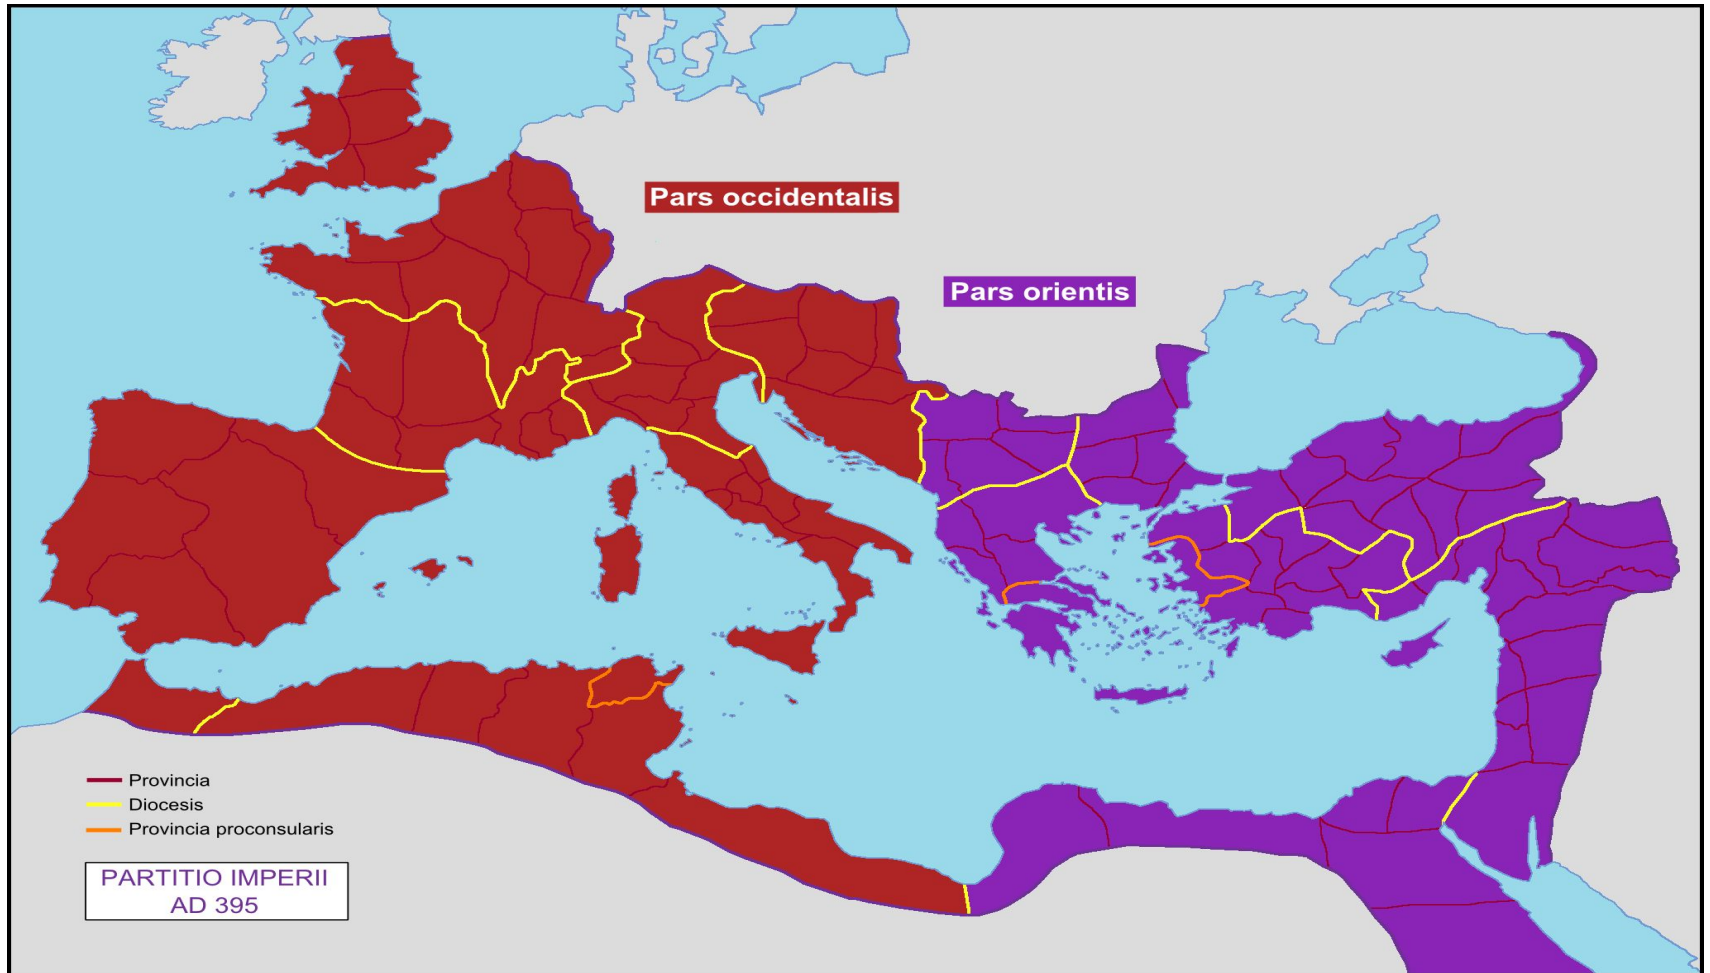 Pars occidentalis
Pars orientis
Provincia
Diocesis
Provincia proconsularis
PARTITIO IMPERII
AD 395